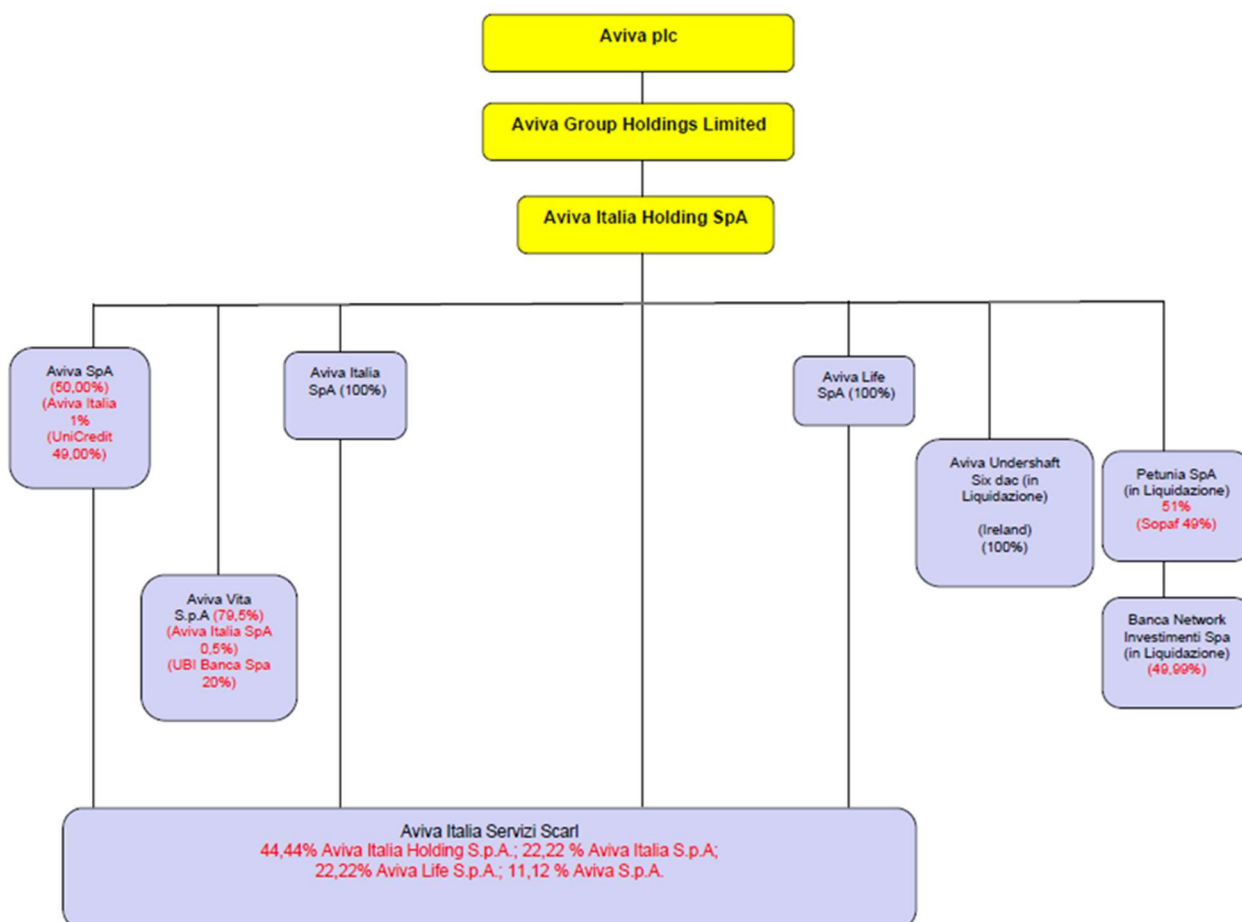 Aviva plc
Aviva Group Holdings Limited
Aviva Italia Holding SpA
Aviva SpA
(50,00%)
(Aviva Italia
1%
(UniCredit
49,00%)
Aviva Vita
S.p.A (79,5%)
(Aviva Italia SpA
0,5%)
(UBI Banca Spa
20%)
Aviva Italia
SpA (100%)
Aviva Life
SpA (100%)
Aviva Undershaft
Six dac (in
Liquidazione)
(Ireland)
(100%)
Petunia SpA
(in Liquidazione)
51%
(Sopaf 49%)
Banca Network
Investimenti Spa
(in Liquidazione)
(49,99%)
Aviva Italia Servizi Scarl
44,44% Aviva Italia Holding S.p.A.; 22,22 % Aviva Italia S.p.A;
22,22% Aviva Life S.p.A.; 11,12 % Aviva S.p.A.